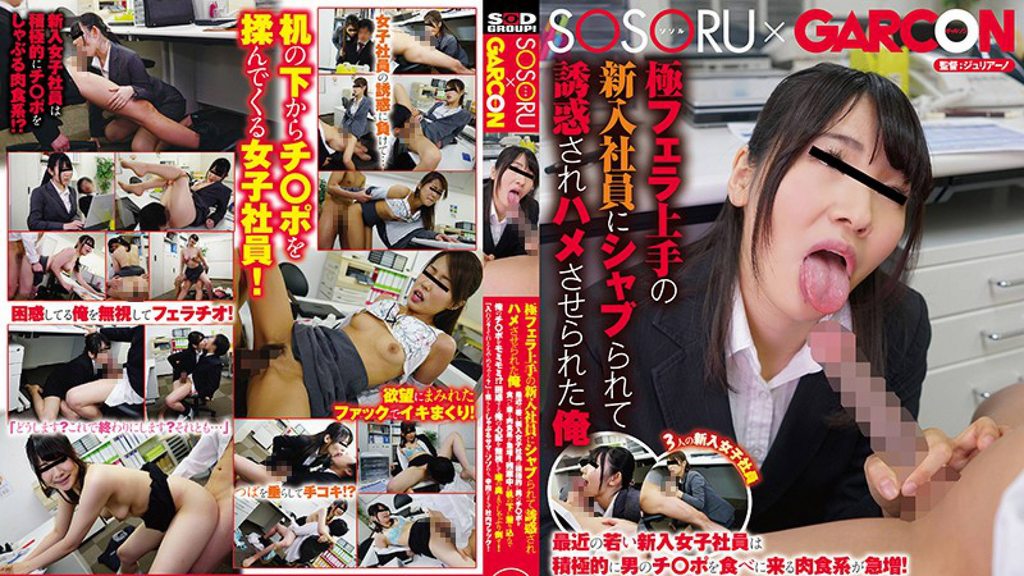 新入女子社員は
積極的にチ〇ポを
しゃぶる肉食系!?
机の下からチ〇ポを
揉んでくる女子社員!
女子社員の誘惑に負けて…
困惑してる俺を無視してフェラチオ!
「どうします?これで終わりにします?それとも…」
欲望にまみれた
ファックでイキまくり!
つばを垂らして手コキ!?
SOD
GROUP!
SOSORU
×
GARCON
極フェラ上手の新入社員にシャブられて誘惑され
ハメさせられた俺
SOSORU×GARCON
ソソル
監督:ジュリアーノ
極フェラ上手の
新入社員にシャブられて
誘惑されハメさせられた俺
3人の新入女子社員
最近の若い新入女子社員は
積極的に男のチ〇ポを食べに来る肉食系が急増!